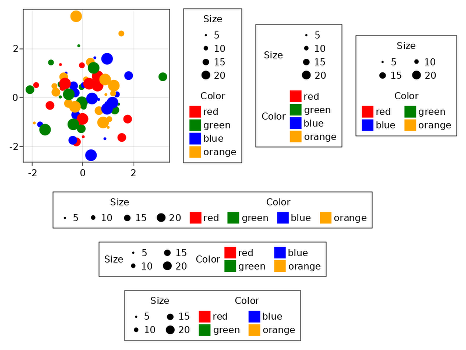 2
0
-2
-2 0 2
Size
5
10
15
20
Color
red
green
blue
orange
Size
5
10
15
20
Color
red
green
blue
orange
Size
5 10
15 20
Color
red green
blue orange
Size Color
5 10 15 20 red green blue orange
Size 5 15 Color red blue
10 20 green orange
Size Color
5 15 red blue
10 20 green orange